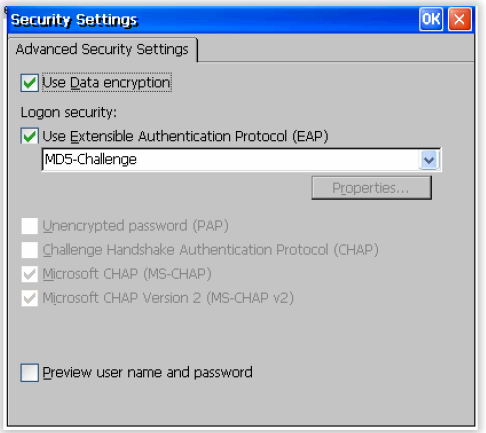 Security Settings OK
Advanced Security Settings
Use Data encryption
Logon security:
Use Extensible Authentication Protocol (EAP)
MD5-Challenge
Properties...
Unencrypted password (PAP)
Challenge Handshake Authentication Protocol (CHAP)
Microsoft CHAP (MS-CHAP)
Microsoft CHAP Version 2 (MS-CHAP v2)
Preview user name and password